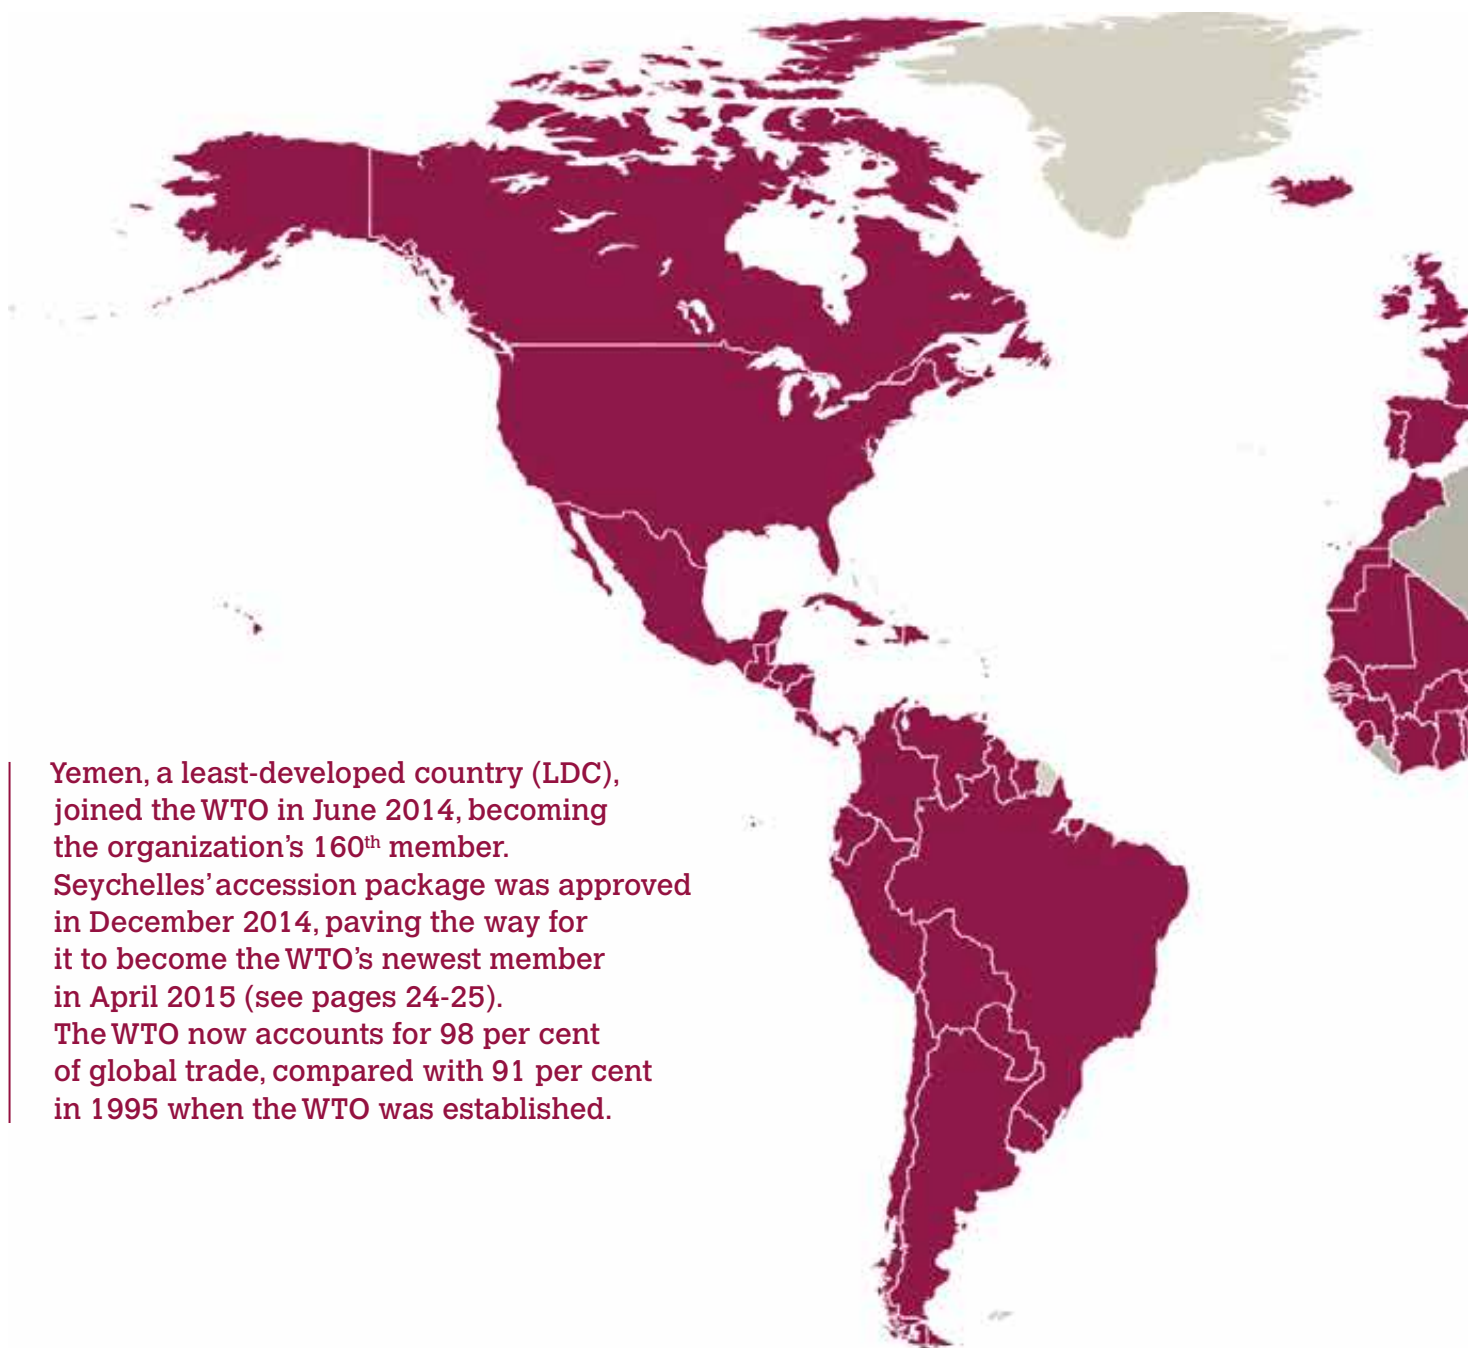 Yemen, a least-developed country (LDC),
joined the WTO in June 2014, becoming
the organization’s 160th member.
Seychelles’ accession package was approved
in December 2014, paving the way for
it to become the WTO’s newest member
in April 2015 (see pages 24-25).
The WTO now accounts for 98 per cent
of global trade, compared with 91 per cent
in 1995 when the WTO was established.